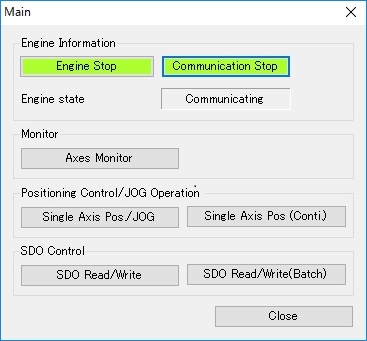 Main
Engine Information
Engine Stop
Communication Stop
Engine state
Communicating
Monitor
Axes Monitor
Positioning Control/JOG Operation
Single Axis Pos./JOG
Single Axis Pos (Conti.)
SDO Control
SDO Read/Write
SDO Read/Write(Batch)
Close